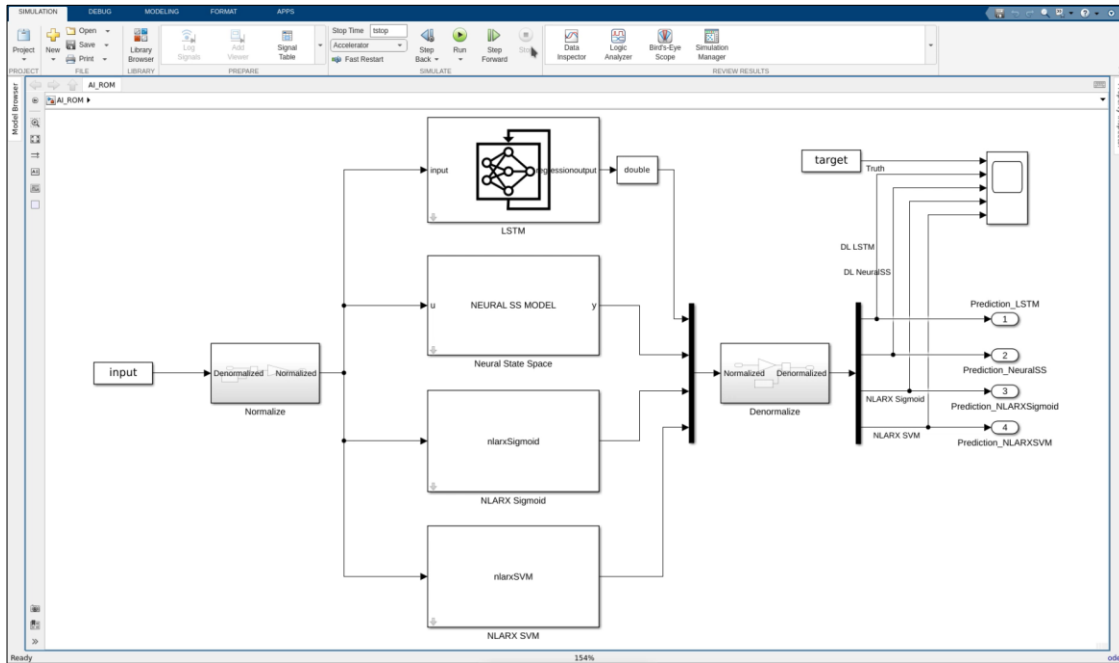 SIMULATION DEBUG MODELING FORMAT APPS
Project
New
Open
Save
Print
Library
Browser
Log
Signals
Add
Viewer
Signal
Table
Stop Time tstop
Accelerator
Fast Restart
Step
Back
Run
Step
Forward
Data
Inspector
Logic
Analyzer
Bird's-Eye
Scope
Simulation
Manager
PROJECT FILE LIBRARY PREPARE SIMULATE REVIEW RESULTS
AI_ROM
AI_ROM
Model Browser
input
Denormalized Normalized
Normalize
input
double
LSTM
u NEURAL SS MODEL y
Neural State Space
nlarxSigmoid
NLARX Sigmoid
nlarxSVM
NLARX SVM
Normalized Denormalized
Denormalize
target
Truth
DL LSTM
DL NeuralSS
NLARX Sigmoid
NLARX SVM
Prediction_LSTM
1
2
Prediction_NeuralSS
3
Prediction_NLARXSigmoid
4
Prediction_NLARXSVM
Ready 154%